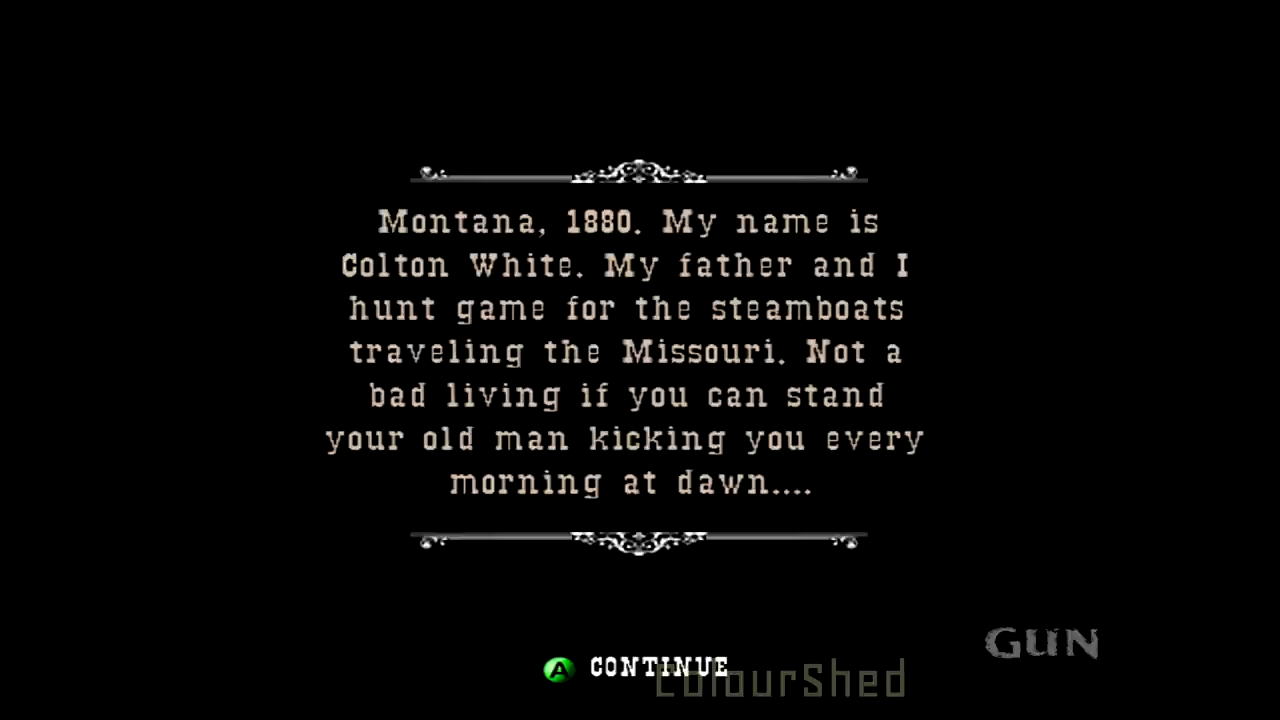 Montana, 1880. My name is
Colton White. My father and I
hunt game for the steamboats
traveling the Missouri. Not a
bad living if you can stand
your old man kicking you every
morning at dawn....
GUN
A CONTINUE
ColourShed